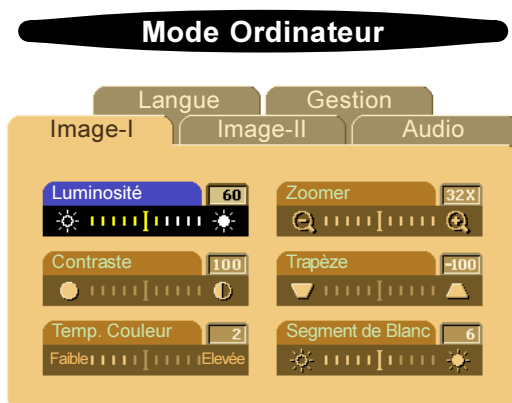 Mode Ordinateur
Langue Gestion
Image-I Image-II Audio
Luminosité 60 Zoomer 32X
Contraste 100 Trapèze -100
Temp. Couleur 2 Segment de Blanc 6
Faible Elevée